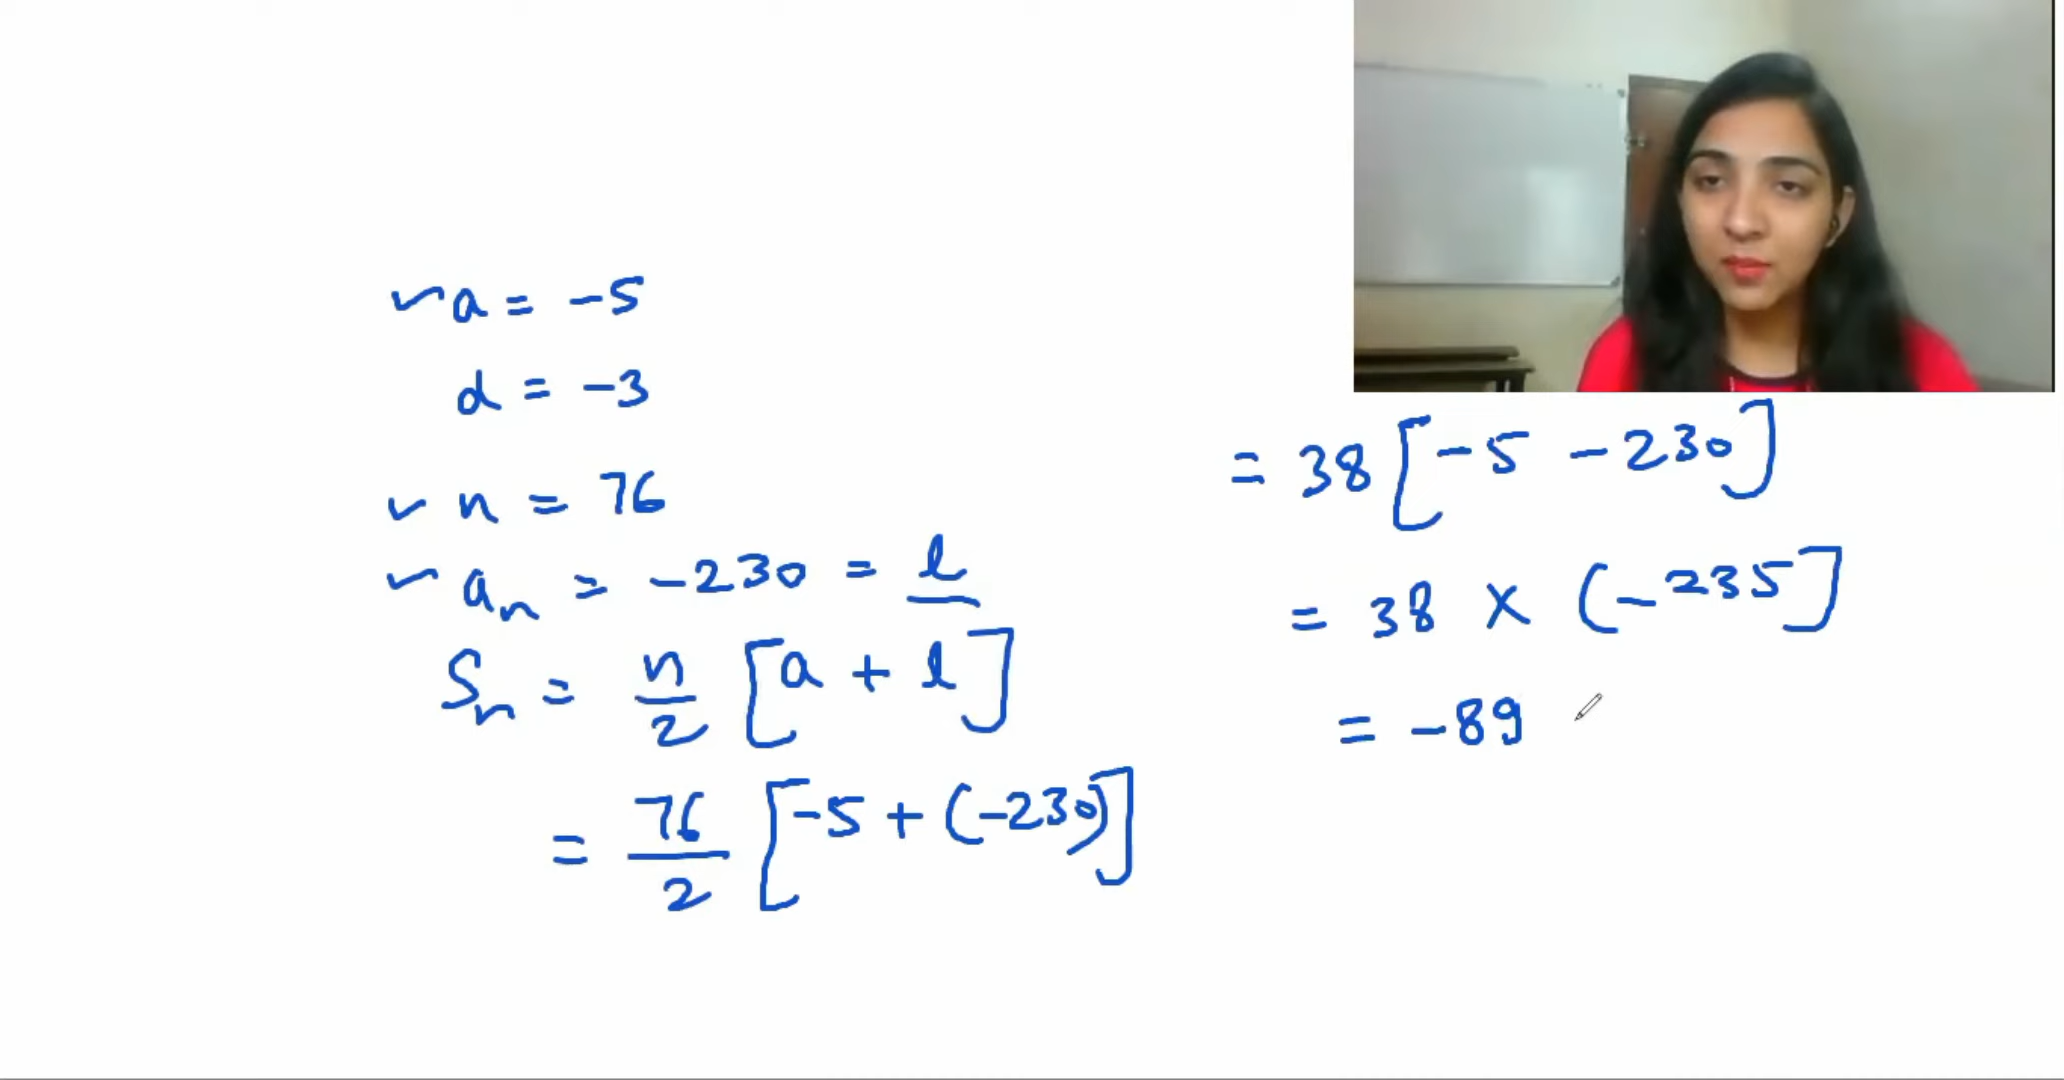 ✓ a = -5
d = -3
✓ n = 76
✓ aₙ = -230 = l
Sₙ = n/2 [a + l]
= 76/2 [-5 + (-230)]
= 38 [-5 - 230]
= 38 × (-235]
= -89